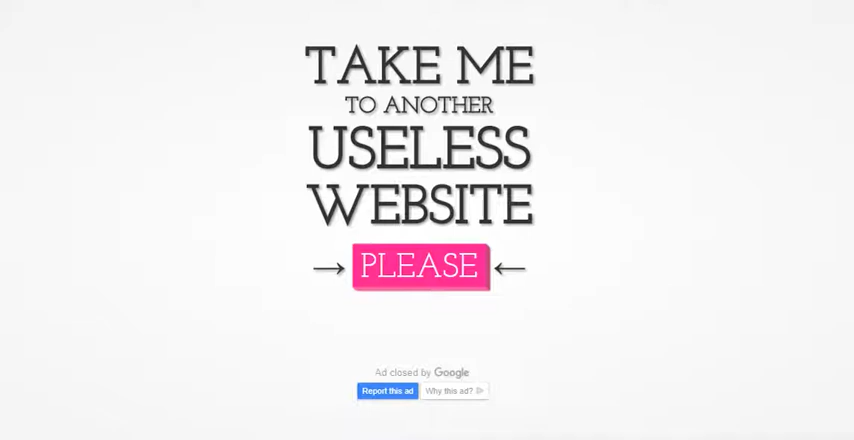 TAKE ME
TO ANOTHER
USELESS
WEBSITE
→ PLEASE ←
Ad closed by Google
Report this ad Why this ad?